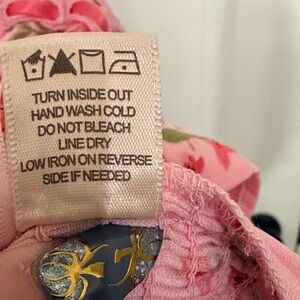 TURN INSIDE OUT
HAND WASH COLD
DO NOT BLEACH
LINE DRY
LOW IRON ON REVERSE
SIDE IF NEEDED